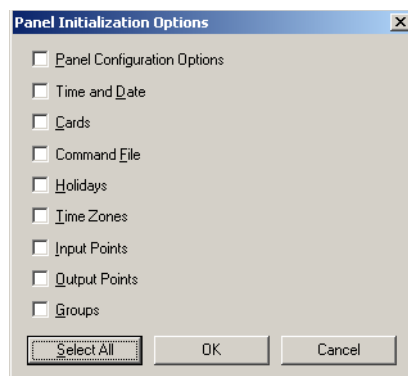 Panel Initialization Options
Panel Configuration Options
Time and Date
Cards
Command File
Holidays
Time Zones
Input Points
Output Points
Groups
Select All OK Cancel